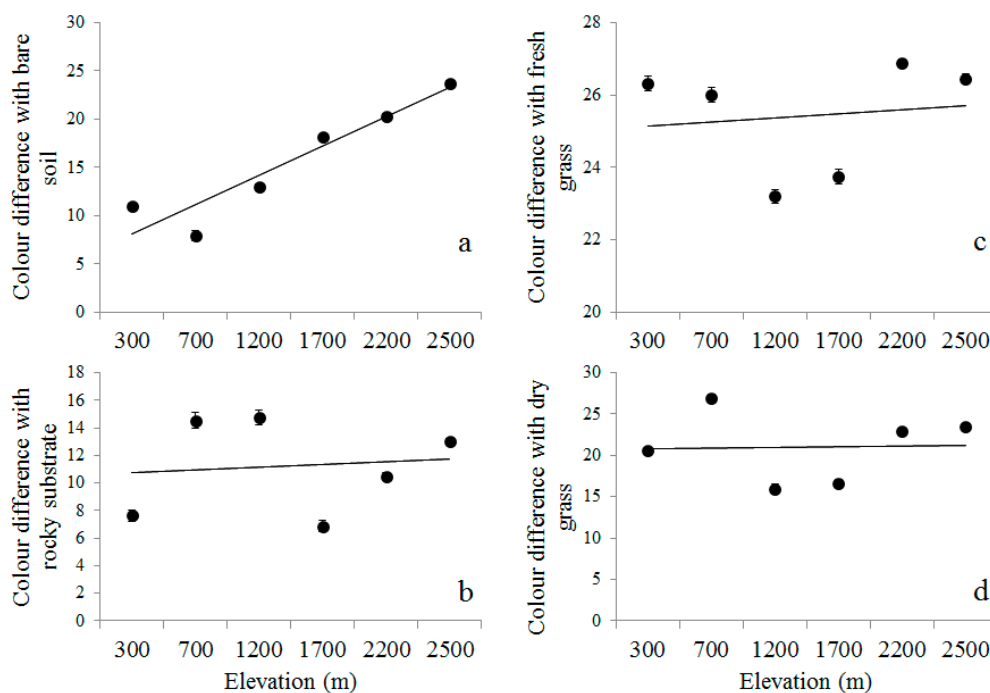 Colour difference with bare
soil
30
25
20
15
10
5
0
a
300 700 1200 1700 2200 2500
Colour difference with
rocky substrate
18
16
14
12
10
8
6
4
2
0
b
300 700 1200 1700 2200 2500
Elevation (m)
Colour difference with fresh
grass
28
26
24
22
20
c
300 700 1200 1700 2200 2500
Colour difference with dry
grass
30
25
20
15
10
5
0
d
300 700 1200 1700 2200 2500
Elevation (m)